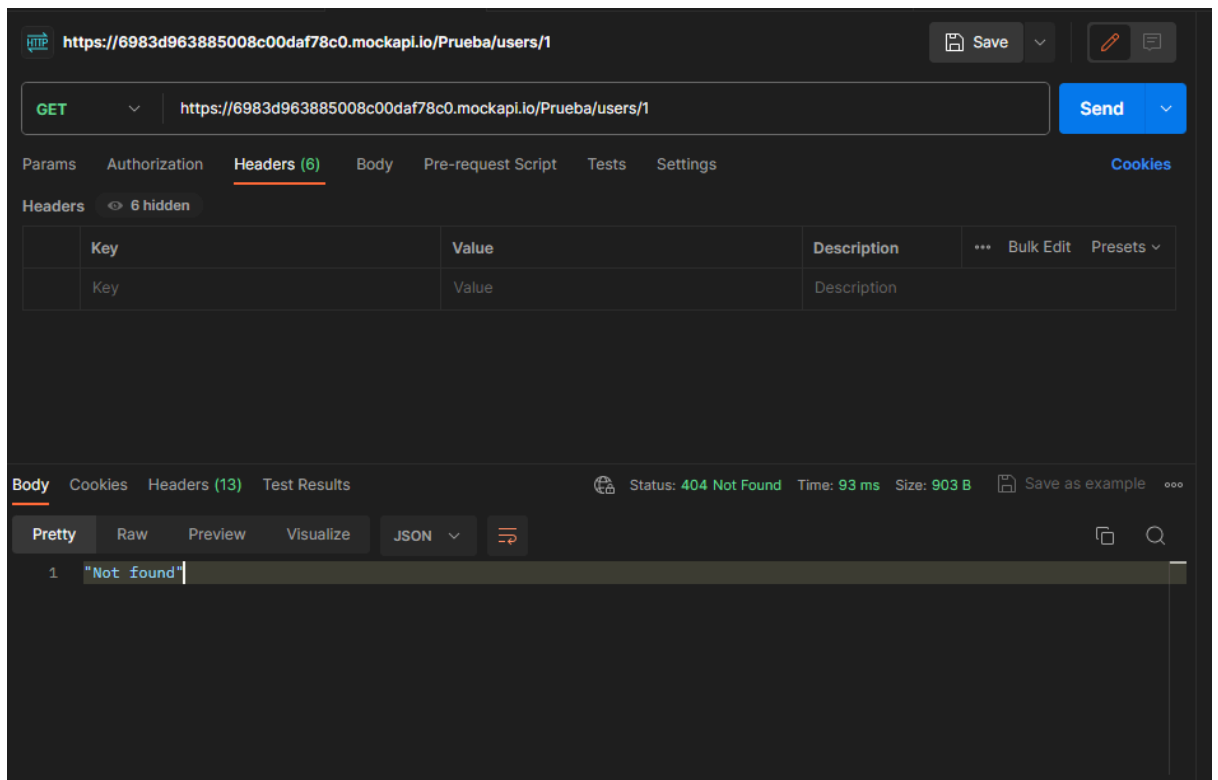 HTTP https://6983d963885008c00daf78c0.mockapi.io/Prueba/users/1 Save
GET https://6983d963885008c00daf78c0.mockapi.io/Prueba/users/1 Send
Params Authorization Headers (6) Body Pre-request Script Tests Settings Cookies
Headers 6 hidden
Key Value Description ••• Bulk Edit Presets
Key Value Description
Body Cookies Headers (13) Test Results Status: 404 Not Found Time: 93 ms Size: 903 B Save as example
Pretty Raw Preview Visualize JSON
1 "Not found"